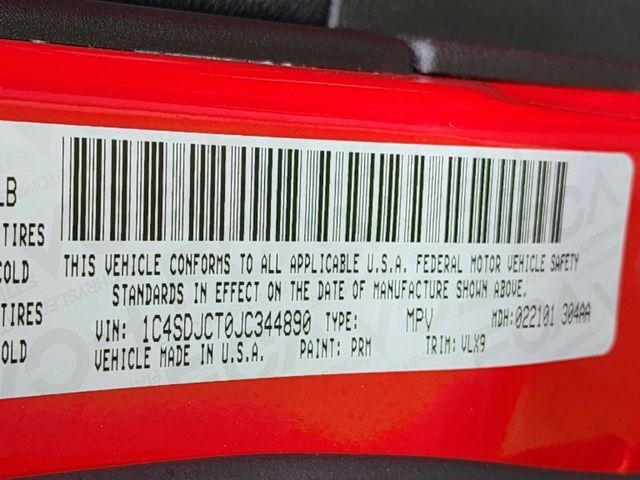 LB
TIRES
COLD
TIRES
COLD
THIS VEHICLE CONFORMS TO ALL APPLICABLE U.S.A. FEDERAL MOTOR VEHICLE SAFETY
STANDARDS IN EFFECT ON THE DATE OF MANUFACTURE SHOWN ABOVE.
VIN: 1C4SDJCT0JC344890 TYPE: MPV MDH:022101 304AA
VEHICLE MADE IN U.S.A. PAINT: PRM TRIM: VLX9